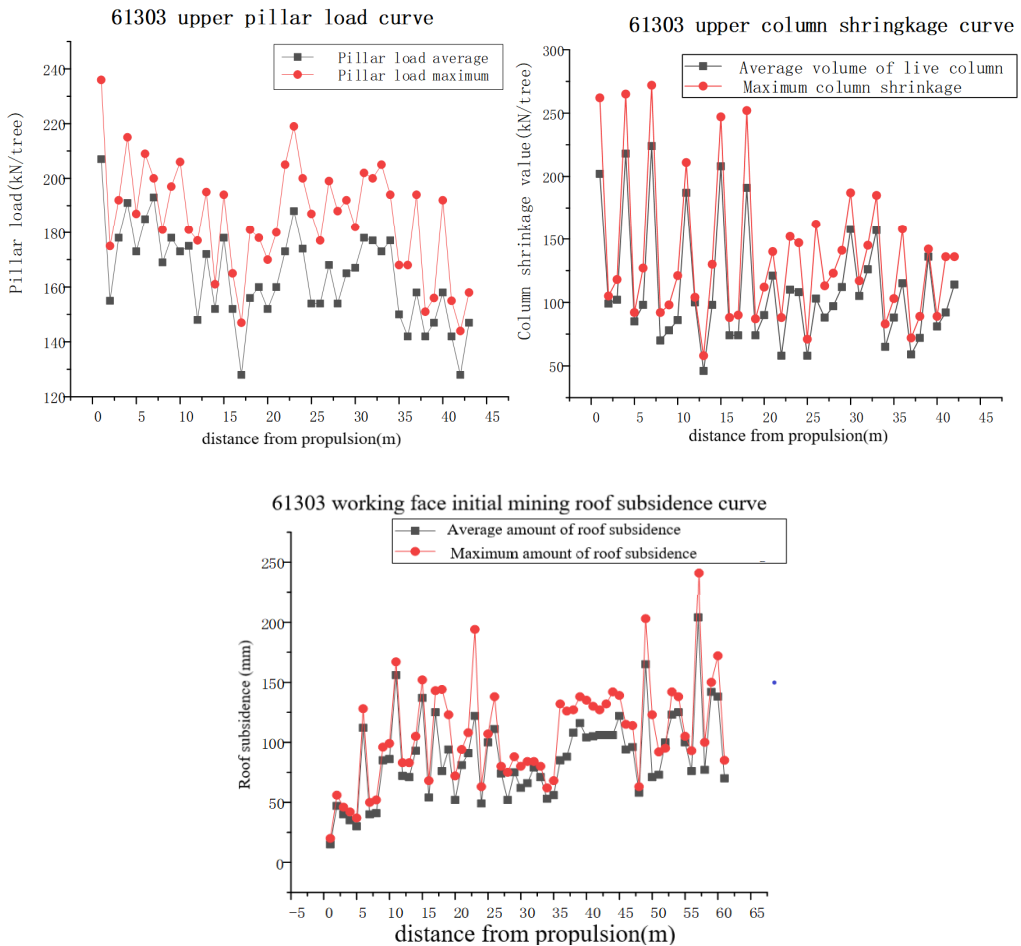 61303 upper pillar load curve
Pillar load average
Pillar load maximum
Pillar load(kN/tree)
240
220
200
180
160
140
120
0 5 10 15 20 25 30 35 40 45
distance from propulsion(m)
61303 upper column shringkage curve
Average volume of live column
Maximum column shrinkage
Column shrinkage value(kN/tree)
300
250
200
150
100
50
0 5 10 15 20 25 30 35 40 45
distance from propulsion(m)
61303 working face initial mining roof subsidence curve
Average amount of roof subsidence
Maximum amount of roof subsidence
Roof subsidence (mm)
250
200
150
100
50
0
-5 0 5 10 15 20 25 30 35 40 45 50 55 60 65
distance from propulsion(m)